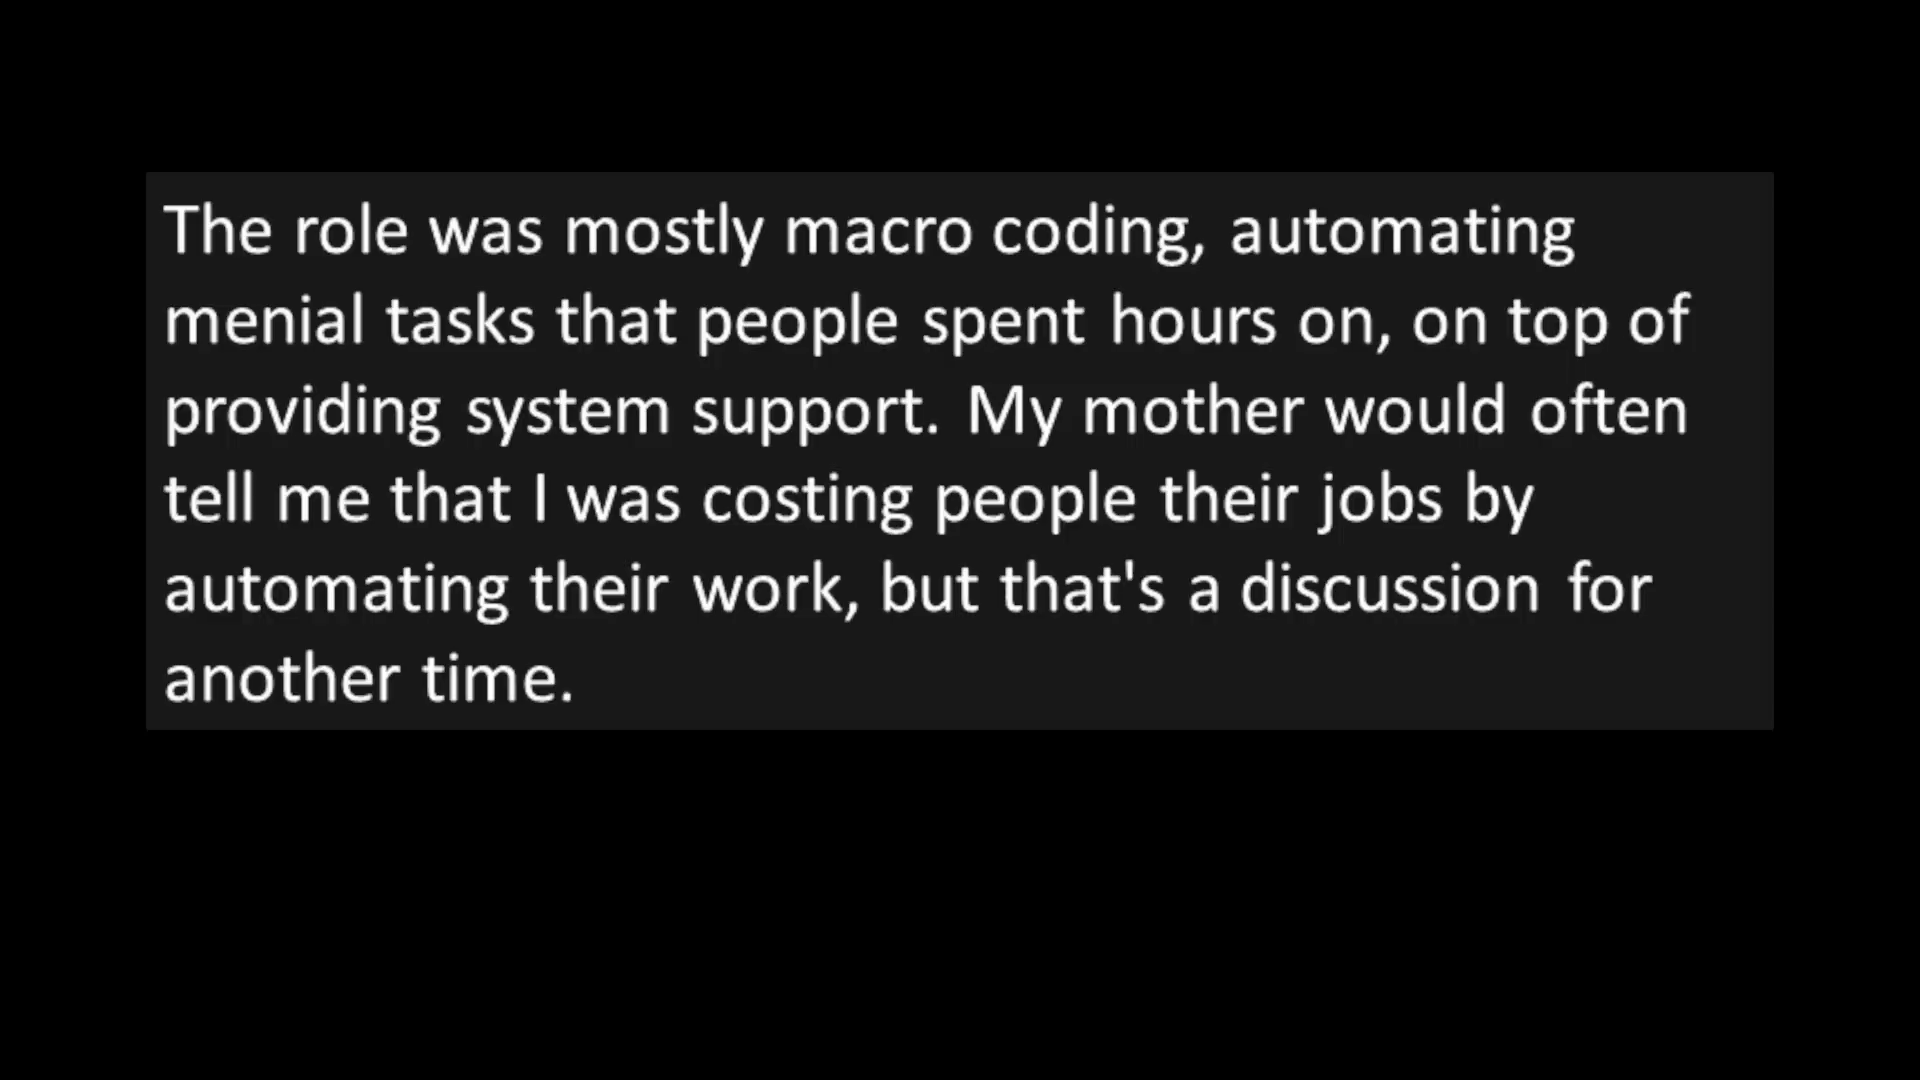 The role was mostly macro coding, automating
menial tasks that people spent hours on, on top of
providing system support. My mother would often
tell me that I was costing people their jobs by
automating their work, but that's a discussion for
another time.